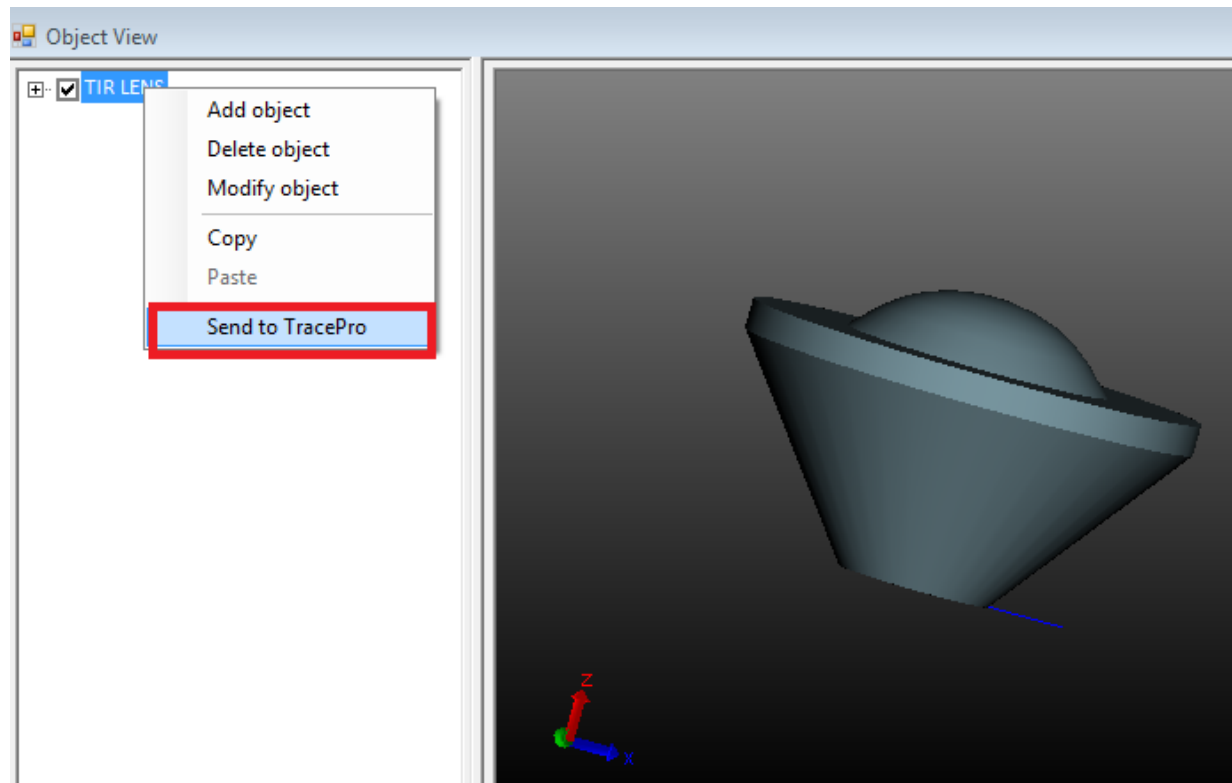 Object View
TIR LENS
Add object
Delete object
Modify object
Copy
Paste
Send to TracePro
Z
X